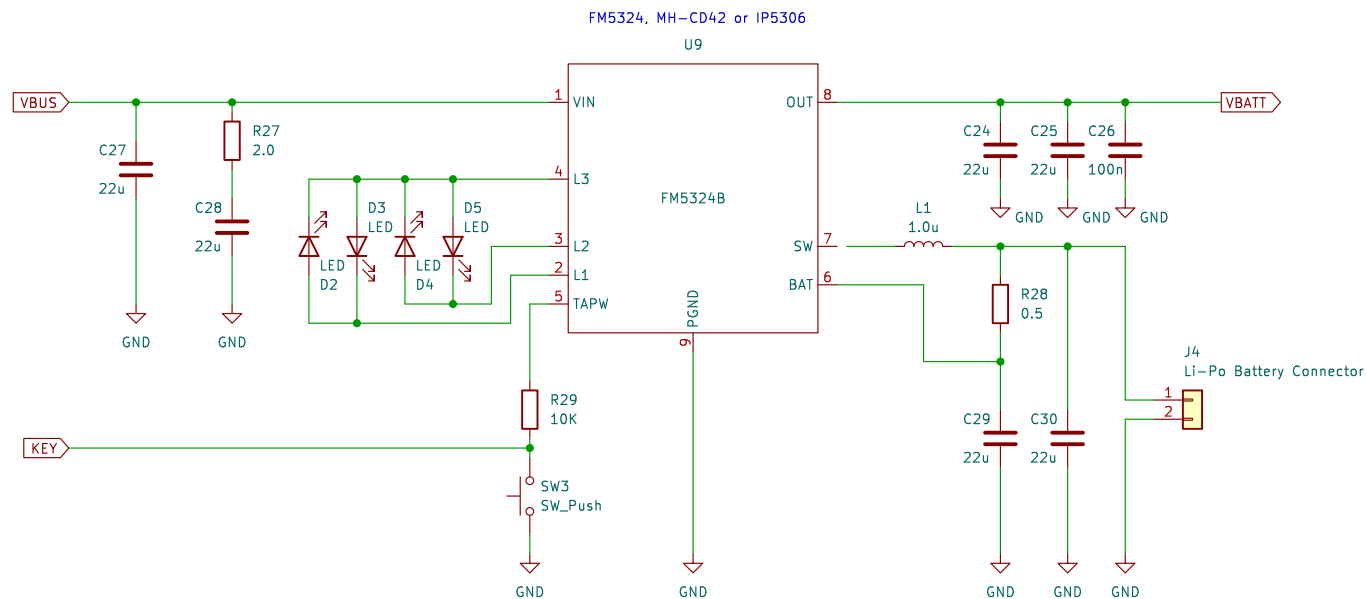 FM5324, MH-CD42 or IP5306
U9
VBUS
1
VIN
OUT
8
VBATT
R27
2.0
C27
22u
C28
22u
C24
22u
C25
22u
C26
100n
GND
GND
GND
4
L3
D3
LED
D5
LED
FM5324B
3
L2
2
L1
5
TAPW
LED
D2
LED
D4
SW
7
L1
1.0u
BAT
6
R28
0.5
PGND
9
GND
GND
J4
Li-Po Battery Connector
1
2
R29
10K
C29
22u
C30
22u
KEY
SW3
SW_Push
GND
GND
GND
GND
GND